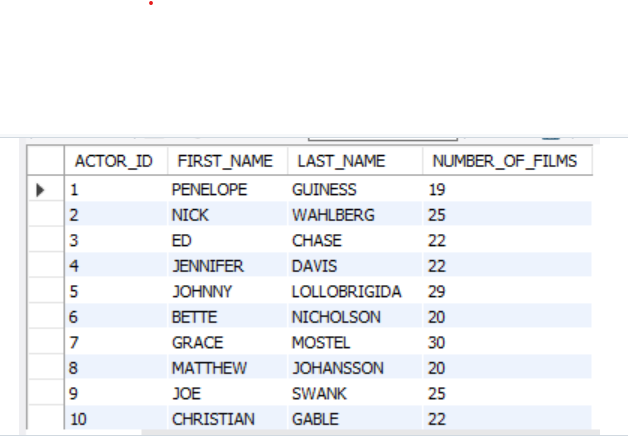 ACTOR_ID FIRST_NAME LAST_NAME NUMBER_OF_FILMS
1 PENELOPE GUINESS 19
2 NICK WAHLBERG 25
3 ED CHASE 22
4 JENNIFER DAVIS 22
5 JOHNNY LOLLOBRIGIDA 29
6 BETTE NICHOLSON 20
7 GRACE MOSTEL 30
8 MATTHEW JOHANSSON 20
9 JOE SWANK 25
10 CHRISTIAN GABLE 22